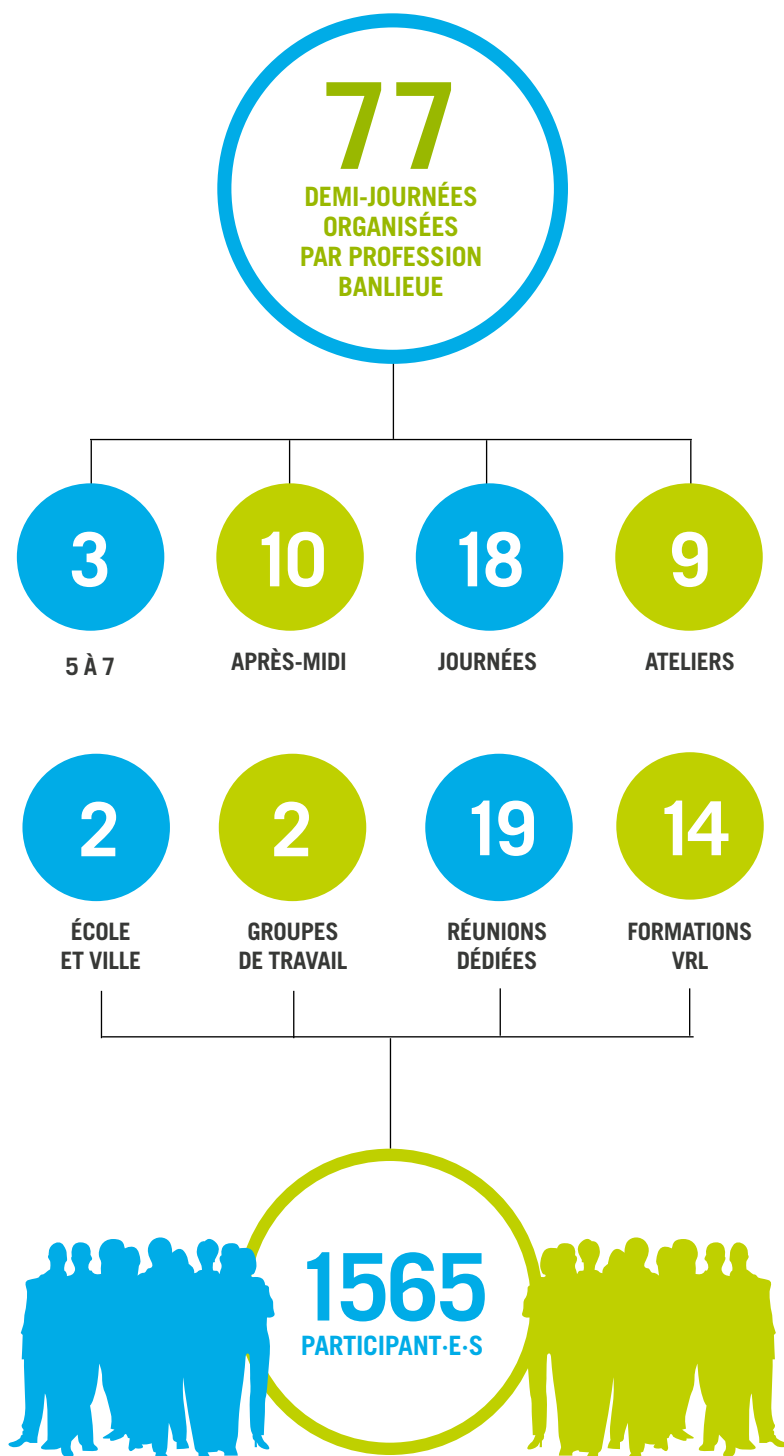 77
DEMI-JOURNÉES
ORGANISÉES
PAR PROFESSION
BANLIEUE
3
5 À 7
10
APRÈS-MIDI
18
JOURNÉES
9
ATELIERS
2
ÉCOLE
ET VILLE
2
GROUPES
DE TRAVAIL
19
RÉUNIONS
DÉDIÉES
14
FORMATIONS
VRL
1565
PARTICIPANT·E·S